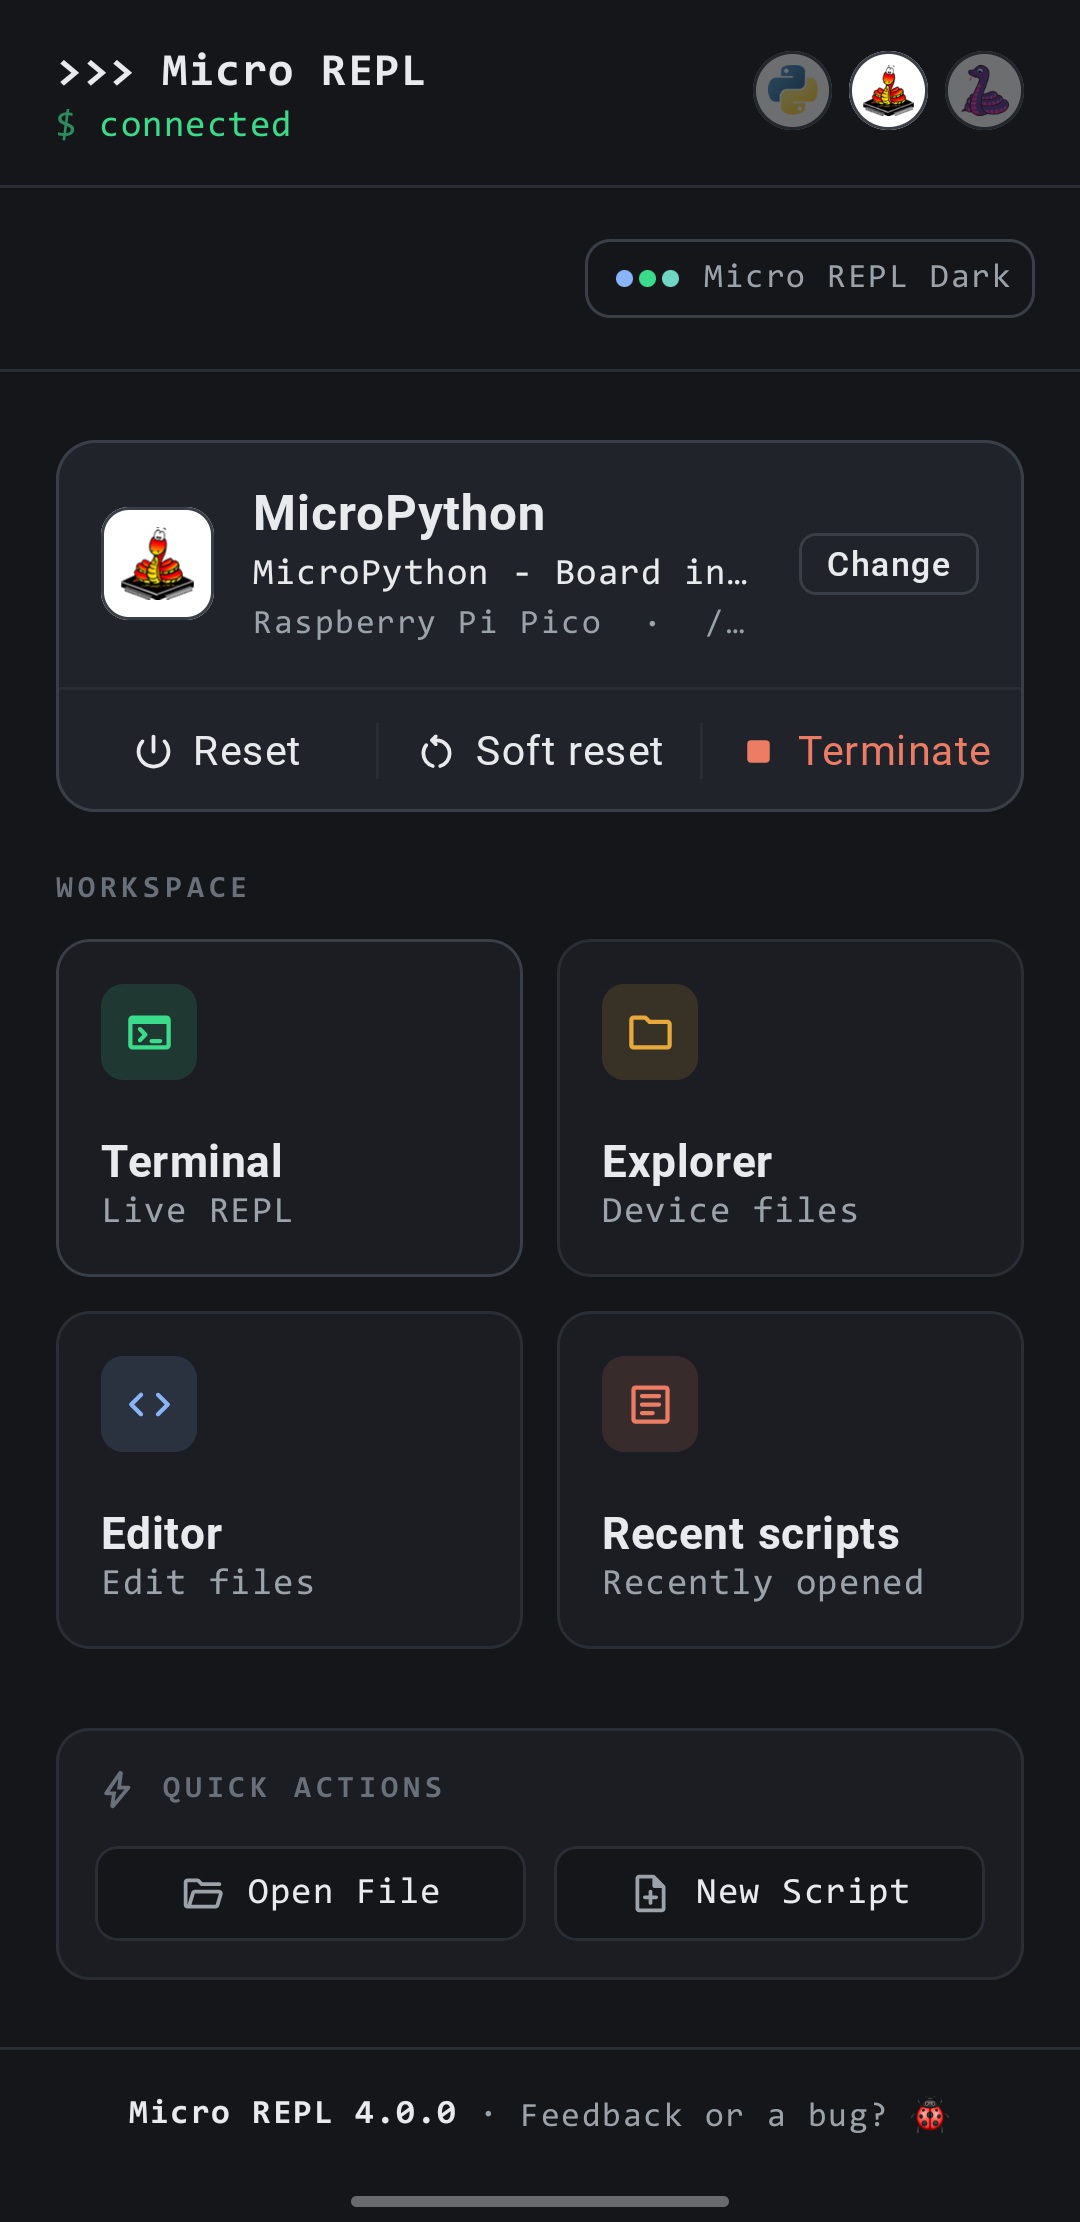 >>> Micro REPL
$ connected
Micro REPL Dark
MicroPython
MicroPython - Board in…
Raspberry Pi Pico · /…
Change
Reset
Soft reset
Terminate
WORKSPACE
Terminal
Live REPL
Explorer
Device files
Editor
Edit files
Recent scripts
Recently opened
QUICK ACTIONS
Open File
New Script
Micro REPL 4.0.0 · Feedback or a bug? 🐞